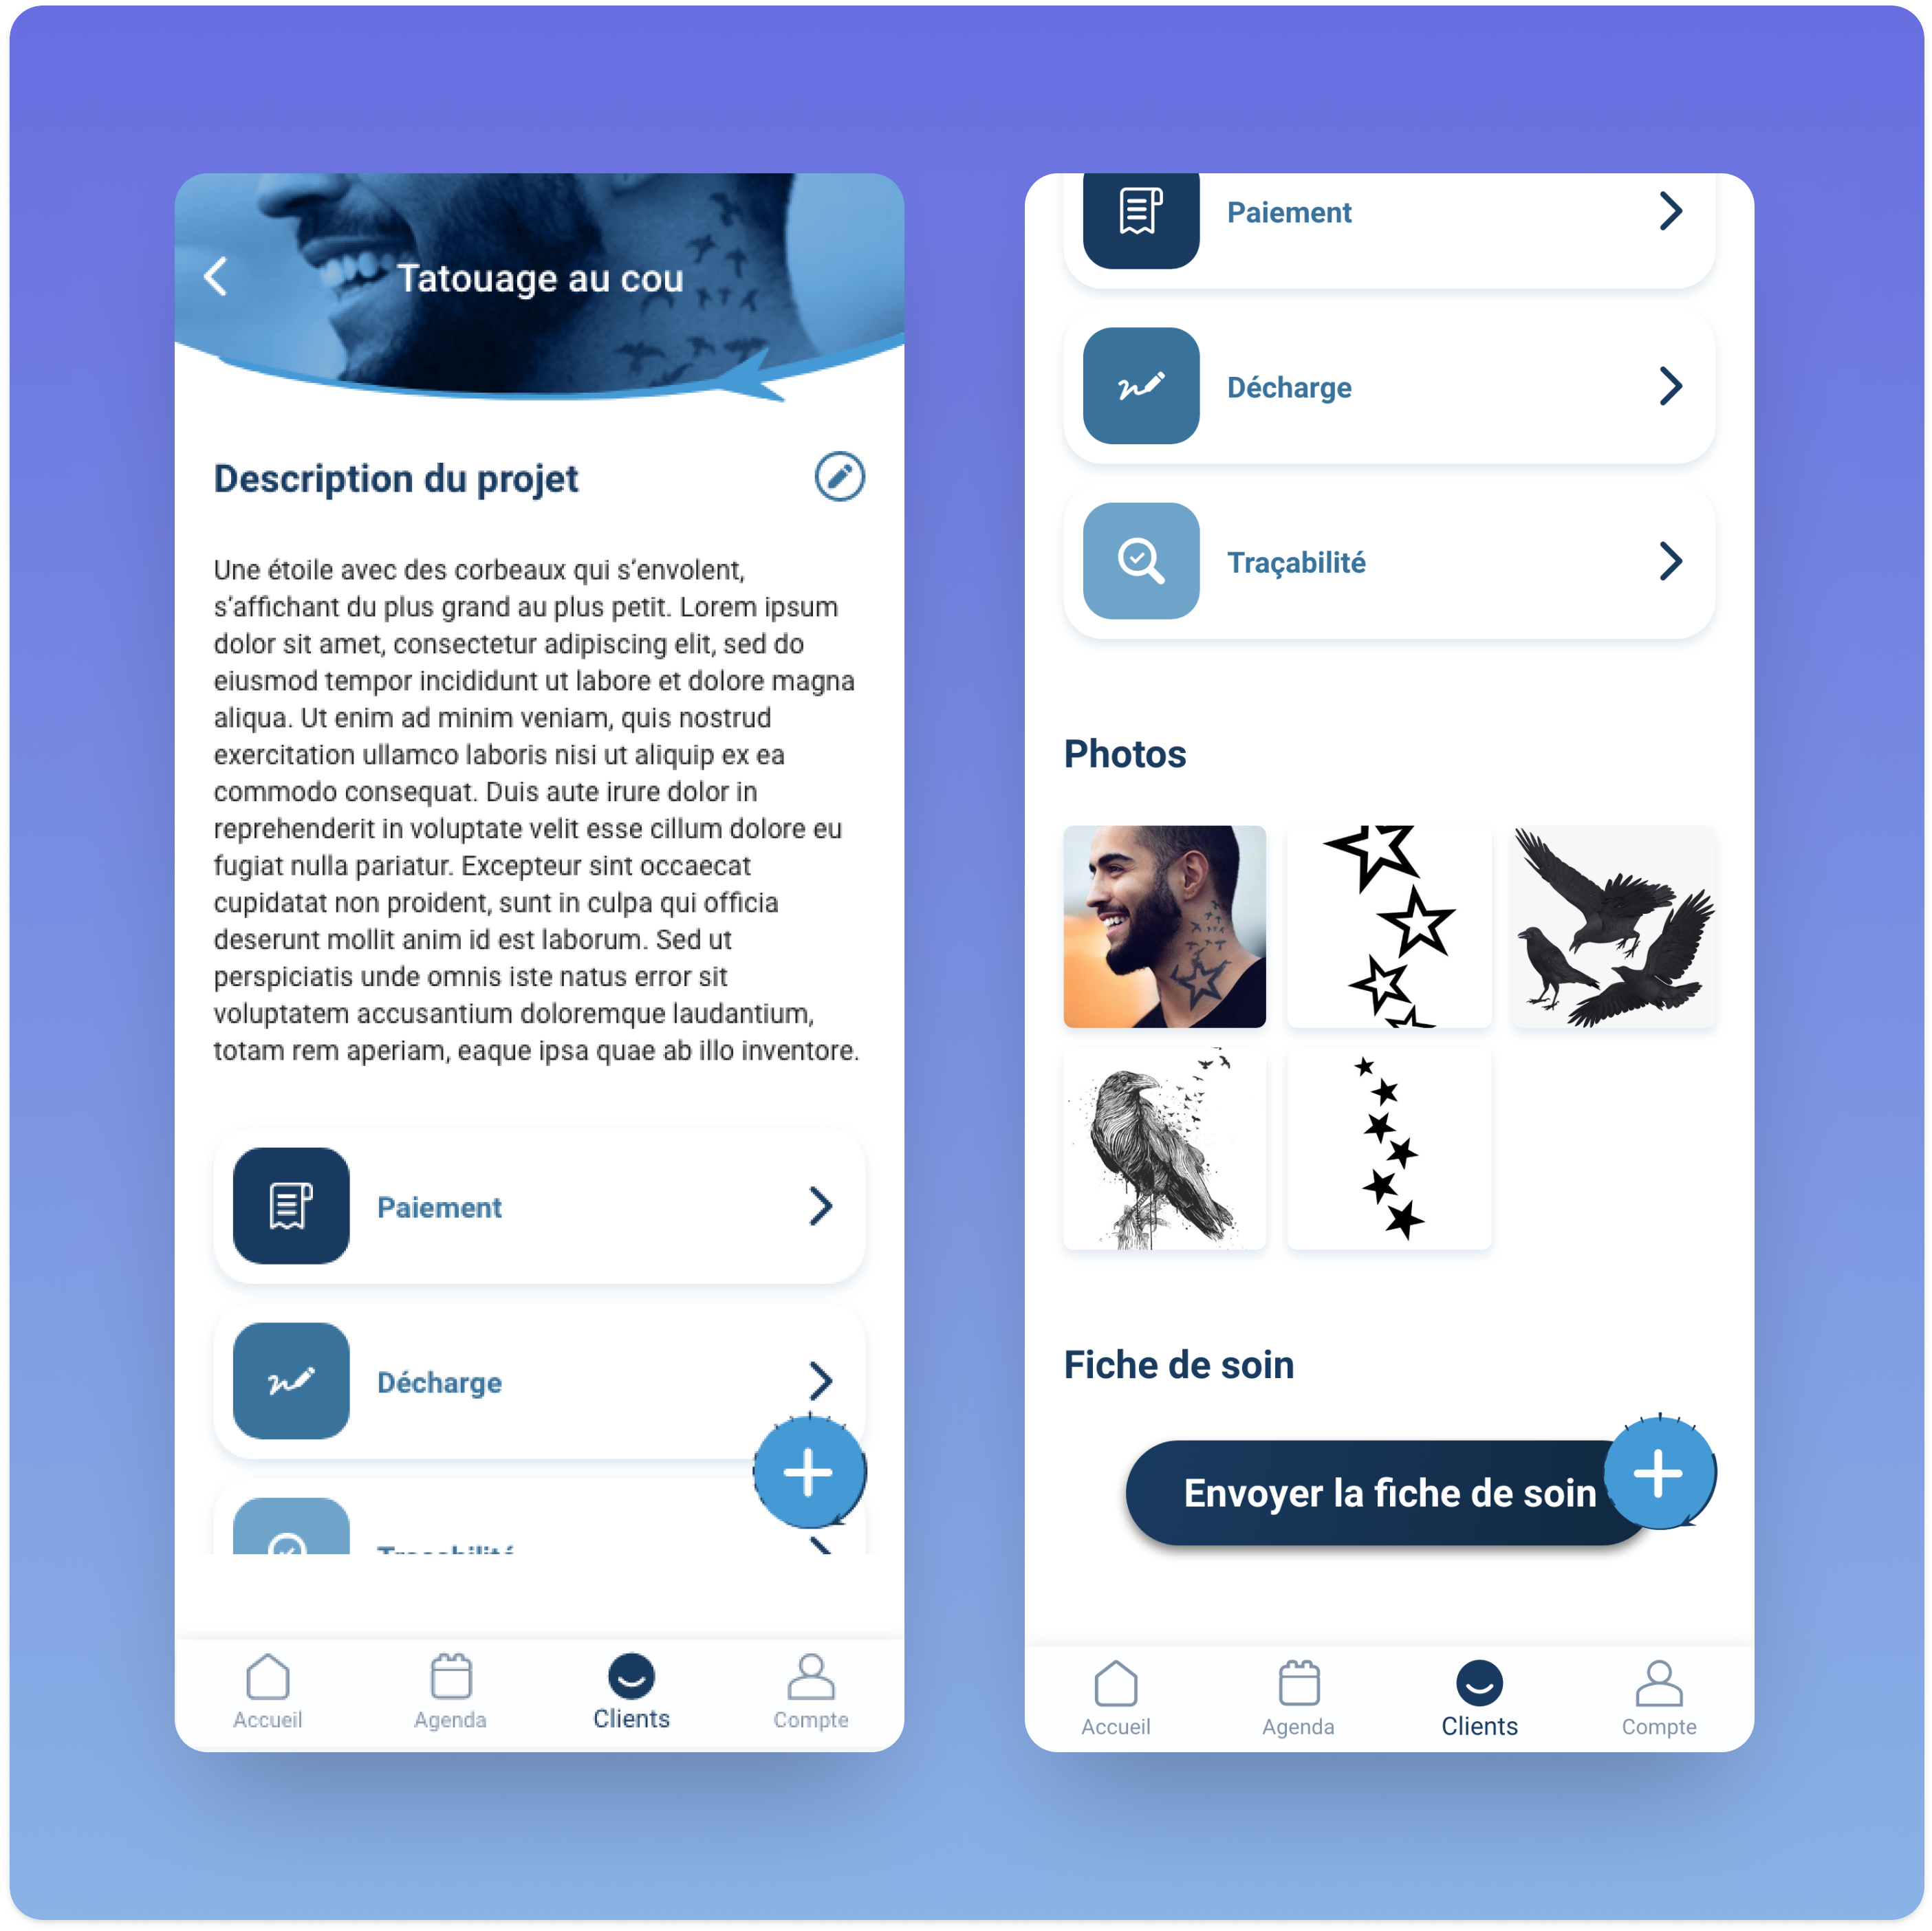 Tatouage au cou
Description du projet
Une étoile avec des corbeaux qui s’envolent,
s’affichant du plus grand au plus petit. Lorem ipsum
dolor sit amet, consectetur adipiscing elit, sed do
eiusmod tempor incididunt ut labore et dolore magna
aliqua. Ut enim ad minim veniam, quis nostrud
exercitation ullamco laboris nisi ut aliquip ex ea
commodo consequat. Duis aute irure dolor in
reprehenderit in voluptate velit esse cillum dolore eu
fugiat nulla pariatur. Excepteur sint occaecat
cupidatat non proident, sunt in culpa qui officia
deserunt mollit anim id est laborum. Sed ut
perspiciatis unde omnis iste natus error sit
voluptatem accusantium doloremque laudantium,
totam rem aperiam, eaque ipsa quae ab illo inventore.
Paiement
Décharge
Traçabilité
Accueil
Agenda
Clients
Compte
Paiement
Décharge
Traçabilité
Photos
Fiche de soin
Envoyer la fiche de soin
Accueil
Agenda
Clients
Compte